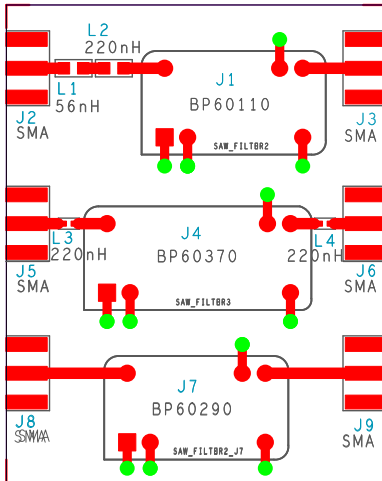 L2
220nH
L1
56nH
J1
BP60110
J2
SMA
J3
SMA
SAW_FILTER2
J4
BP60370
L3
220nH
L4
220nH
J5
SMA
J6
SMA
SAW_FILTER3
J7
BP60290
J8
SMA
J9
SMA
SAW_FILTER2_J7